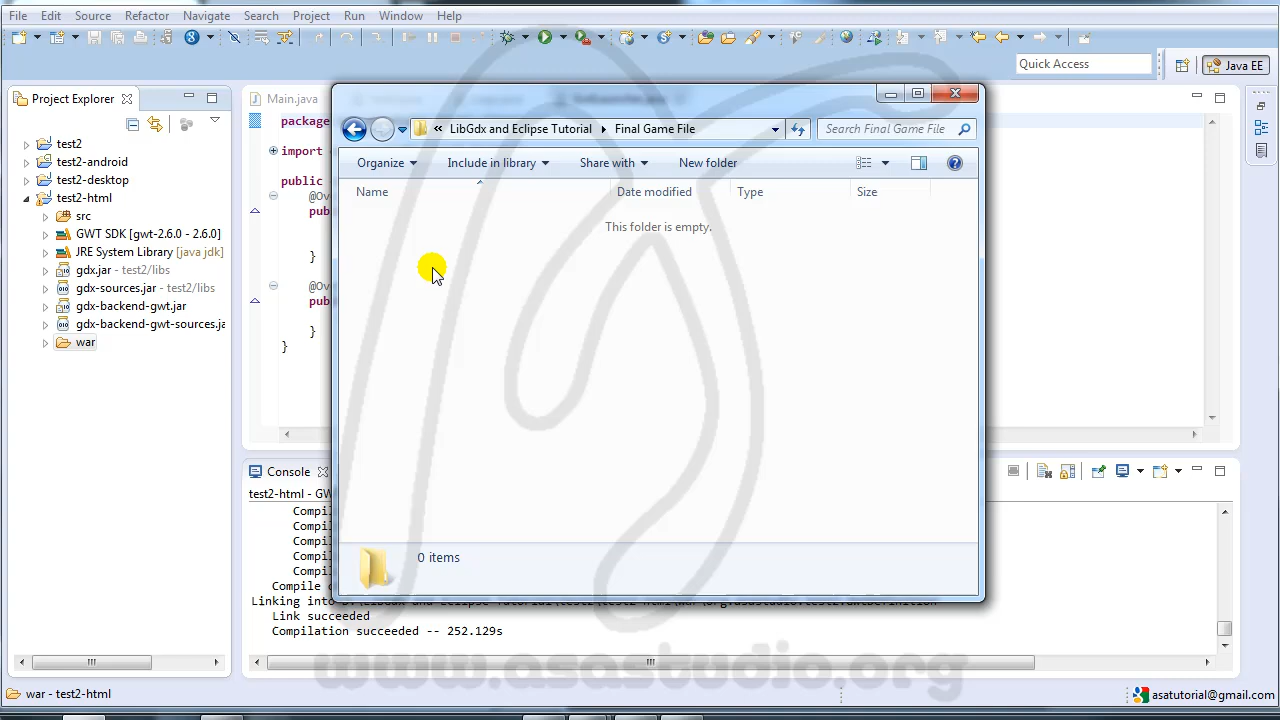 File Edit Source Refactor Navigate Search Project Run Window Help
Quick Access
Java EE
Project Explorer
Main.java
test2
test2-android
test2-desktop
test2-html
src
GWT SDK [gwt-2.6.0 - 2.6.0]
JRE System Library [java jdk]
gdx.jar - test2/libs
gdx-sources.jar - test2/libs
gdx-backend-gwt.jar
gdx-backend-gwt-sources.ja
war
package
import
public
@Ov
pub
}
@Ov
pub
}
}
« LibGdx and Eclipse Tutorial Final Game File
Search Final Game File
Organize Include in library Share with New folder
Name Date modified Type Size
This folder is empty.
0 items
Console
test2-html - GW
Compil
Compi
Compi
Compi
Compi
Compile o
Linking into
Link succeeded
Compilation succeeded -- 252.129s
www.asastudio.org
war - test2-html
asatutorial@gmail.com